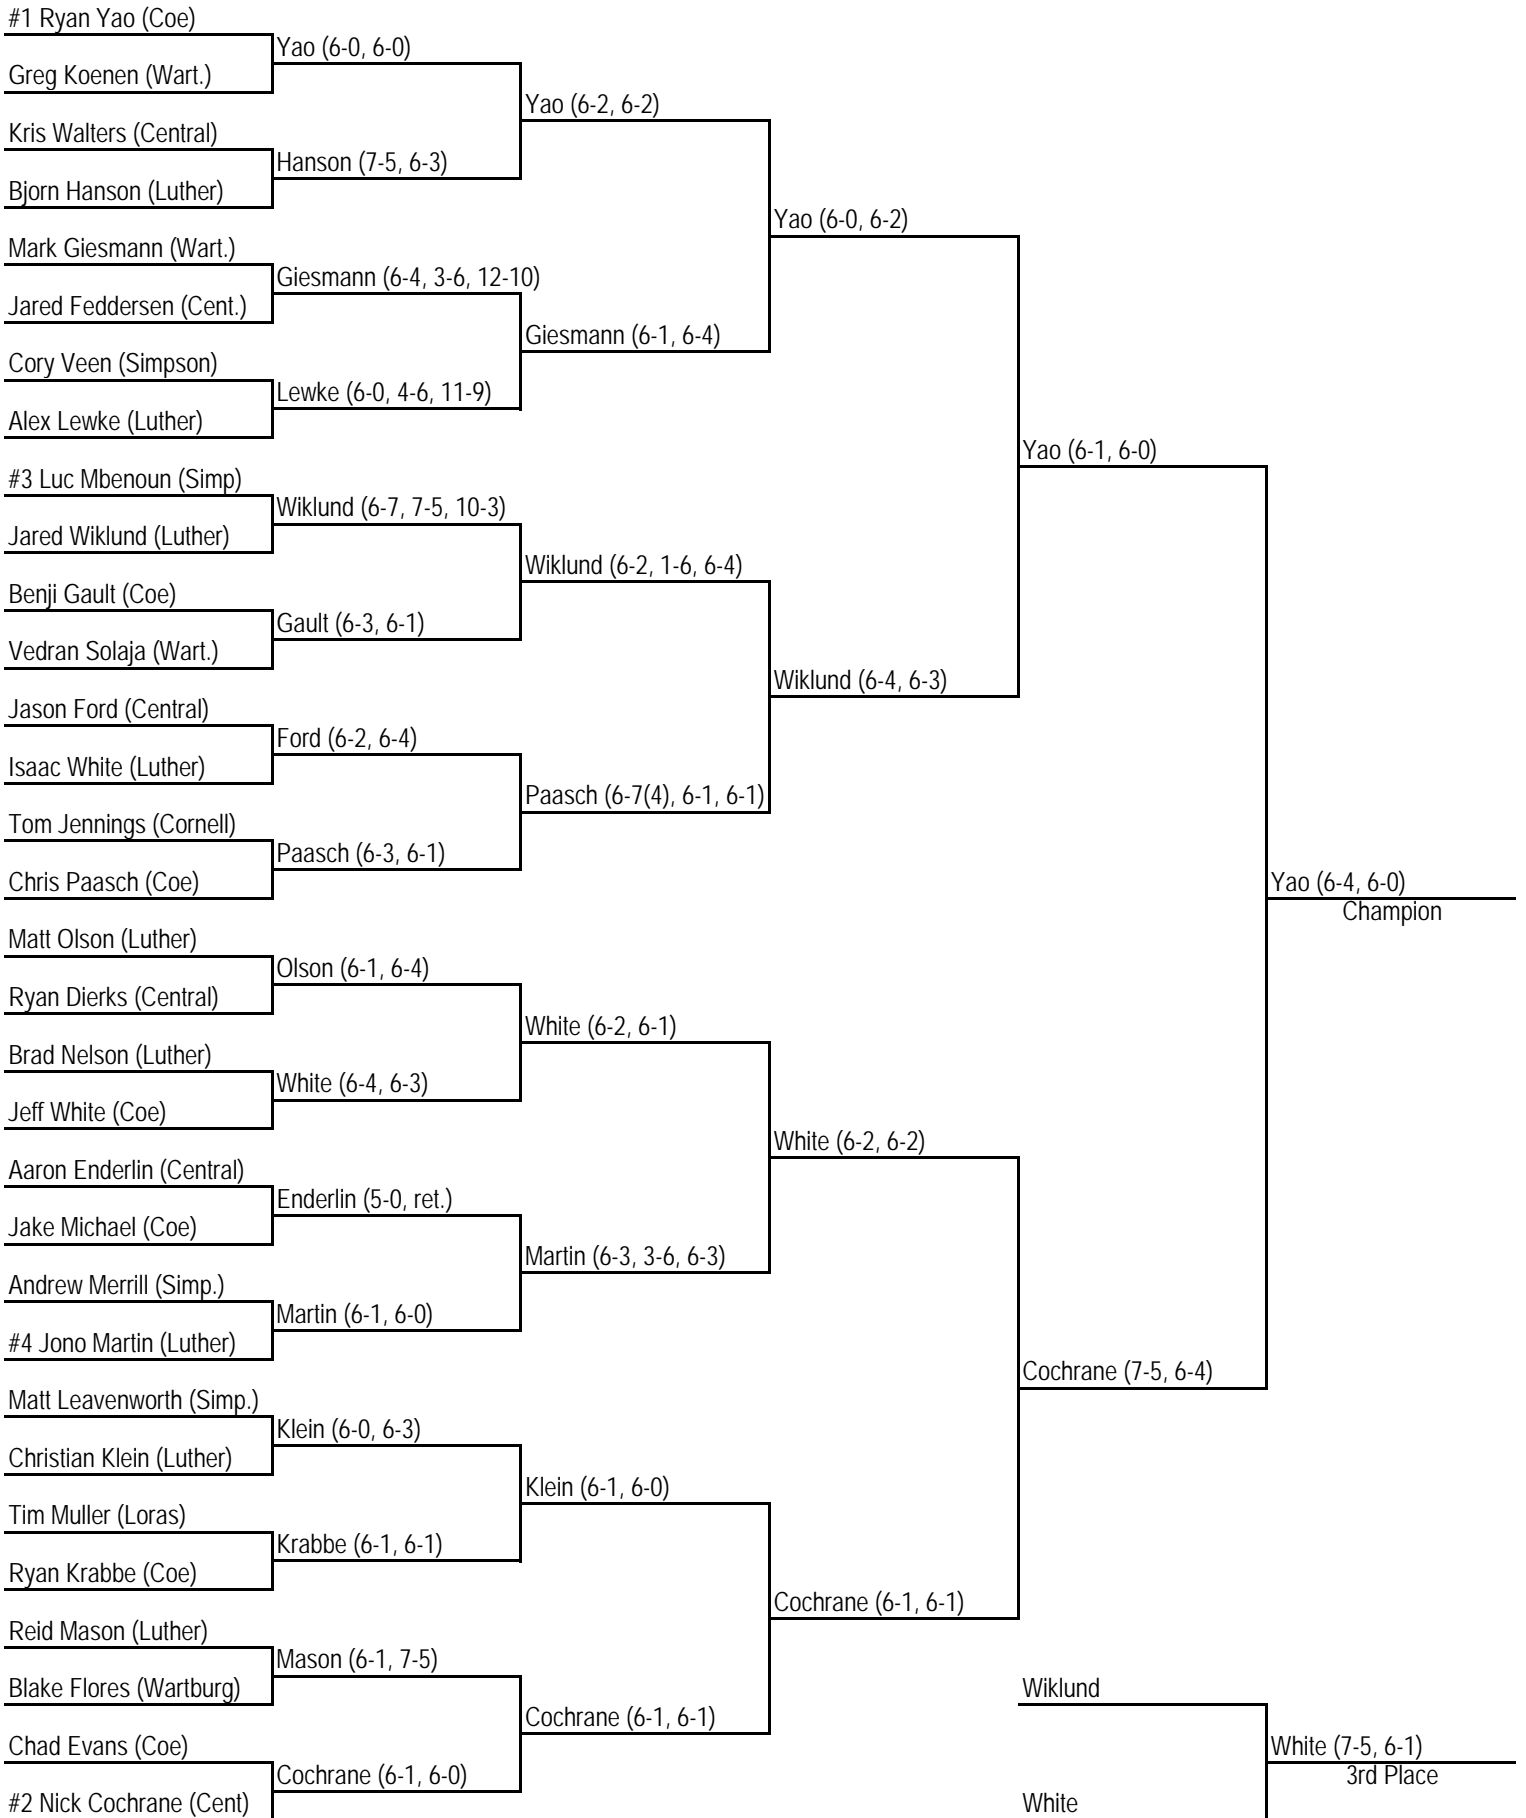 #1 Ryan Yao (Coe)
Greg Koenen (Wart.)
Kris Walters (Central)
Bjorn Hanson (Luther)
Mark Giesmann (Wart.)
Jared Feddersen (Cent.)
Cory Veen (Simpson)
Alex Lewke (Luther)
#3 Luc Mbenoun (Simp)
Jared Wiklund (Luther)
Benji Gault (Coe)
Vedran Solaja (Wart.)
Jason Ford (Central)
Isaac White (Luther)
Tom Jennings (Cornell)
Chris Paasch (Coe)
Matt Olson (Luther)
Ryan Dierks (Central)
Brad Nelson (Luther)
Jeff White (Coe)
Aaron Enderlin (Central)
Jake Michael (Coe)
Andrew Merrill (Simp.)
#4 Jono Martin (Luther)
Matt Leavenworth (Simp.)
Christian Klein (Luther)
Tim Muller (Loras)
Ryan Krabbe (Coe)
Reid Mason (Luther)
Blake Flores (Wartburg)
Chad Evans (Coe)
#2 Nick Cochrane (Cent)
Yao (6-0, 6-0)
Hanson (7-5, 6-3)
Giesmann (6-4, 3-6, 12-10)
Lewke (6-0, 4-6, 11-9)
Wiklund (6-7, 7-5, 10-3)
Gault (6-3, 6-1)
Ford (6-2, 6-4)
Paasch (6-3, 6-1)
Olson (6-1, 6-4)
White (6-4, 6-3)
Enderlin (5-0, ret.)
Martin (6-1, 6-0)
Klein (6-0, 6-3)
Krabbe (6-1, 6-1)
Mason (6-1, 7-5)
Cochrane (6-1, 6-0)
Yao (6-2, 6-2)
Giesmann (6-1, 6-4)
Wiklund (6-2, 1-6, 6-4)
Paasch (6-7(4), 6-1, 6-1)
White (6-2, 6-1)
Martin (6-3, 3-6, 6-3)
Klein (6-1, 6-0)
Cochrane (6-1, 6-1)
Yao (6-0, 6-2)
Wiklund (6-4, 6-3)
White (6-2, 6-2)
Cochrane (6-1, 6-1)
Yao (6-1, 6-0)
Cochrane (7-5, 6-4)
Yao (6-4, 6-0)
Champion
Wiklund
White
White (7-5, 6-1)
3rd Place